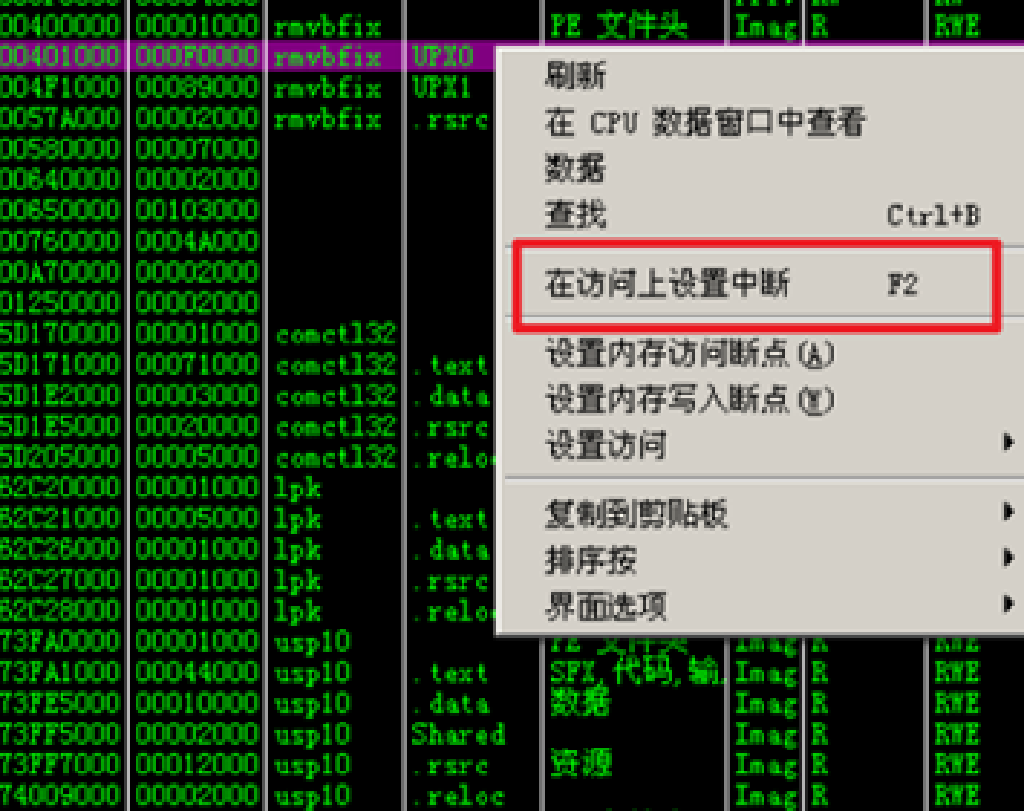 00400000 00001000 rmvbfix PE 文件头 Imag R RWE
00401000 000F0000 rmvbfix UPX0
004F1000 00089000 rmvbfix UPX1
0057A000 00002000 rmvbfix .rsrc
00580000 00007000
00640000 00002000
00650000 00103000
00760000 0004A000
00A70000 00002000
01250000 00002000
5D170000 00001000 comctl32
5D171000 00071000 comctl32 .text
5D1E2000 00003000 comctl32 .data
5D1E5000 00020000 comctl32 .rsrc
5D205000 00005000 comctl32 .reloc
62C20000 00001000 lpk
62C21000 00005000 lpk .text
62C26000 00001000 lpk .data
62C27000 00001000 lpk .rsrc
62C28000 00001000 lpk .reloc
73FA0000 00001000 usp10 PE 文件头 Imag R RWE
73FA1000 00044000 usp10 .text SFX,代码,输, Imag R RWE
73FE5000 00010000 usp10 .data 数据 Imag R RWE
73FF5000 00002000 usp10 Shared Imag R RWE
73FF7000 00012000 usp10 .rsrc 资源 Imag R RWE
74009000 00002000 usp10 .reloc Imag R RWE
刷新
在 CPU 数据窗口中查看
数据
查找 Ctrl+B
在访问上设置中断 F2
设置内存访问断点(A)
设置内存写入断点(W)
设置访问
复制到剪贴板
排序按
界面选项